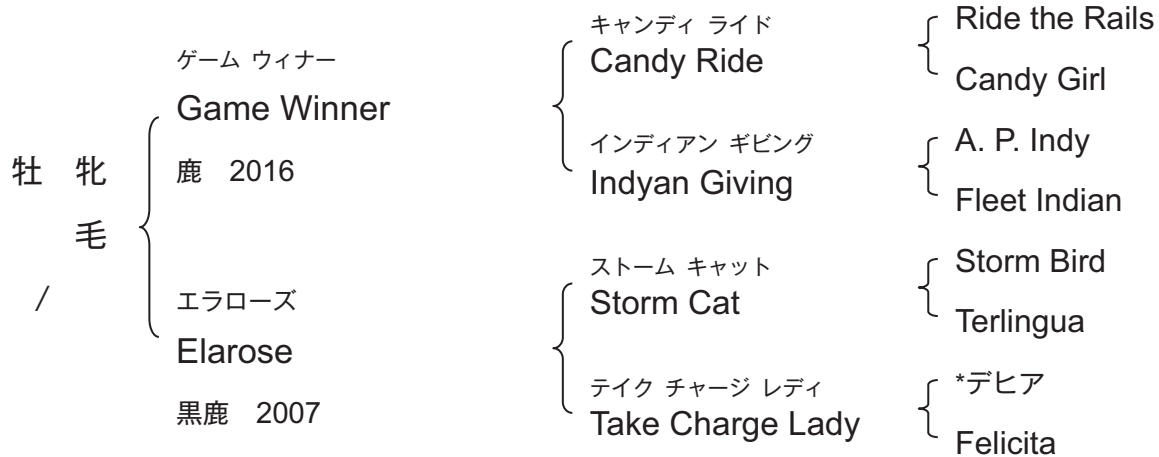 牡 牝
毛
/
ゲーム ウィナー
Game Winner
鹿 2016
エラローズ
Elarose
黒鹿 2007
キャンディ ライド
Candy Ride
インディアン ギビング
Indyan Giving
ストーム キャット
Storm Cat
テイク チャージ レディ
Take Charge Lady
Ride the Rails
Candy Girl
A. P. Indy
Fleet Indian
Storm Bird
Terlingua
*デヒア
Felicita